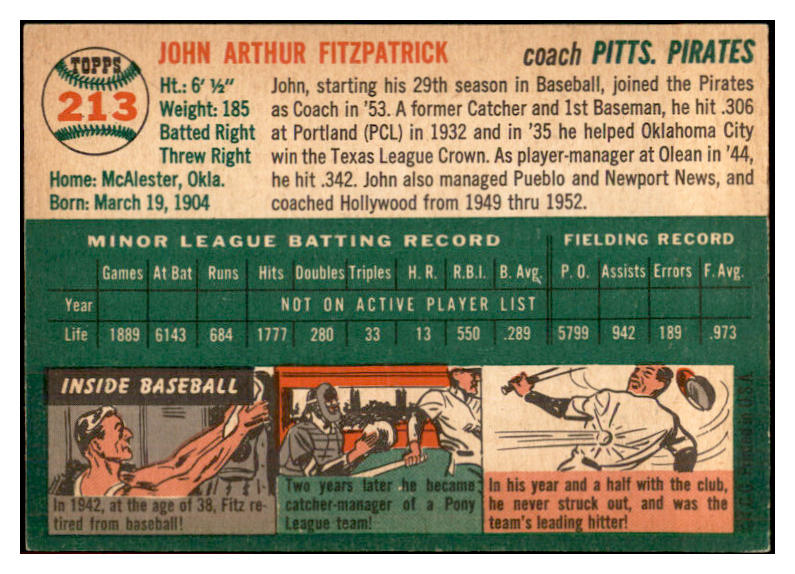 TOPPS
213
JOHN ARTHUR FITZPATRICK
coach PITTS. PIRATES
Ht.: 6' ½"
Weight: 185
Batted Right
Threw Right
Home: McAlester, Okla.
Born: March 19, 1904
John, starting his 29th season in Baseball, joined the Pirates
as Coach in '53. A former Catcher and 1st Baseman, he hit .306
at Portland (PCL) in 1932 and in '35 he helped Oklahoma City
win the Texas League Crown. As player-manager at Olean in '44,
he hit .342. John also managed Pueblo and Newport News, and
coached Hollywood from 1949 thru 1952.
MINOR LEAGUE BATTING RECORD FIELDING RECORD
Games At Bat Runs Hits Doubles Triples H. R. R.B.I. B. Avg. P. O. Assists Errors F. Avg.
Year NOT ON ACTIVE PLAYER LIST
Life 1889 6143 684 1777 280 33 13 550 .289 5799 942 189 .973
INSIDE BASEBALL
In 1942, at the age of 38, Fitz re-
tired from baseball!
Two years later he became
catcher-manager of a Pony
League team!
In his year and a half with the club,
he never struck out, and was the
team's leading hitter!
Printed in U.S.A.